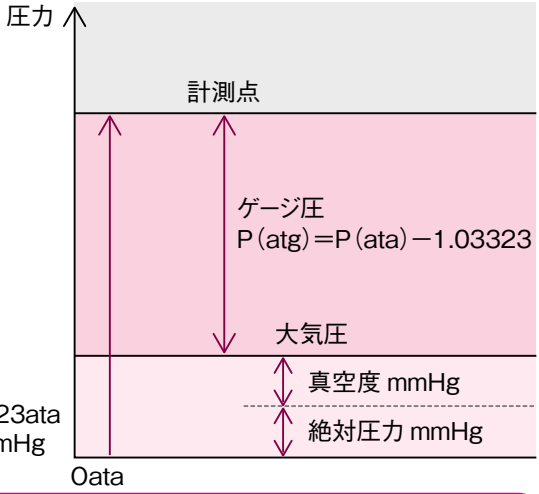 圧力
計測点
ゲージ圧
P(atg)=P(ata)－1.03323
大気圧
真空度 mmHg
23ata
絶対圧力 mmHg
mHg
0ata